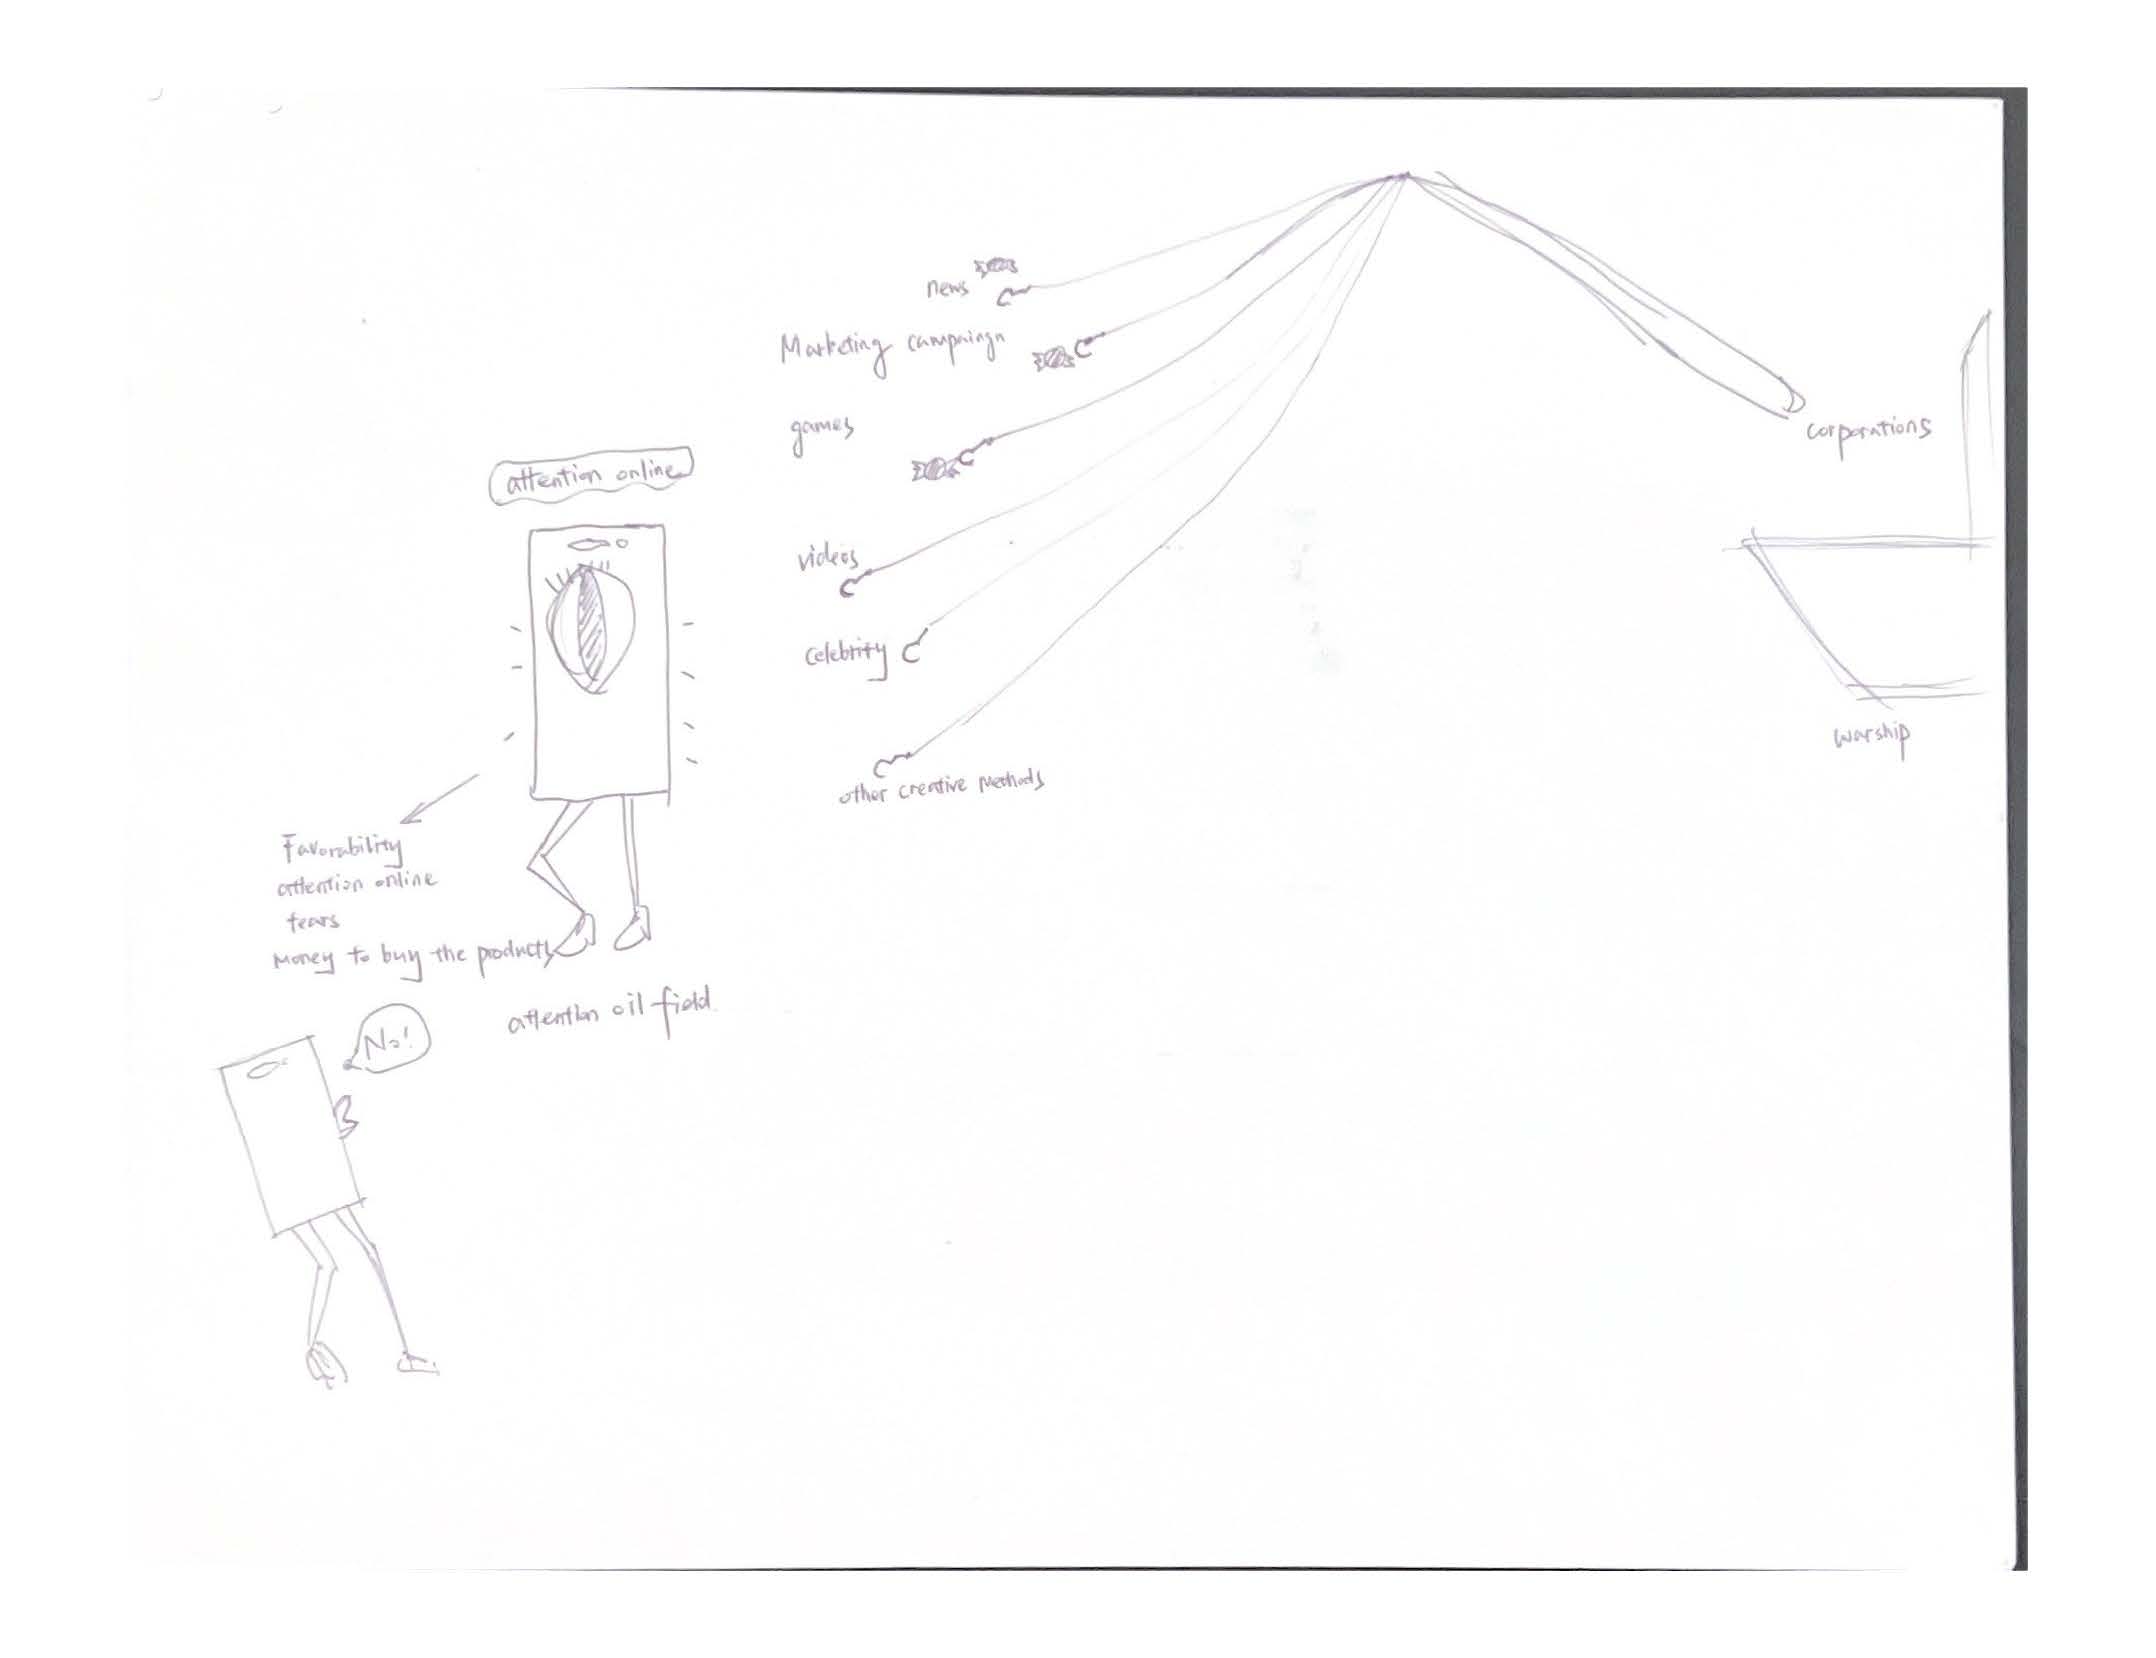 news
Marketing campaingn
games
videos
celebrity
other creative methods
corporations
warship
attention online
Favorability
attention online
tears
money to buy the products
attention oil field.
No!